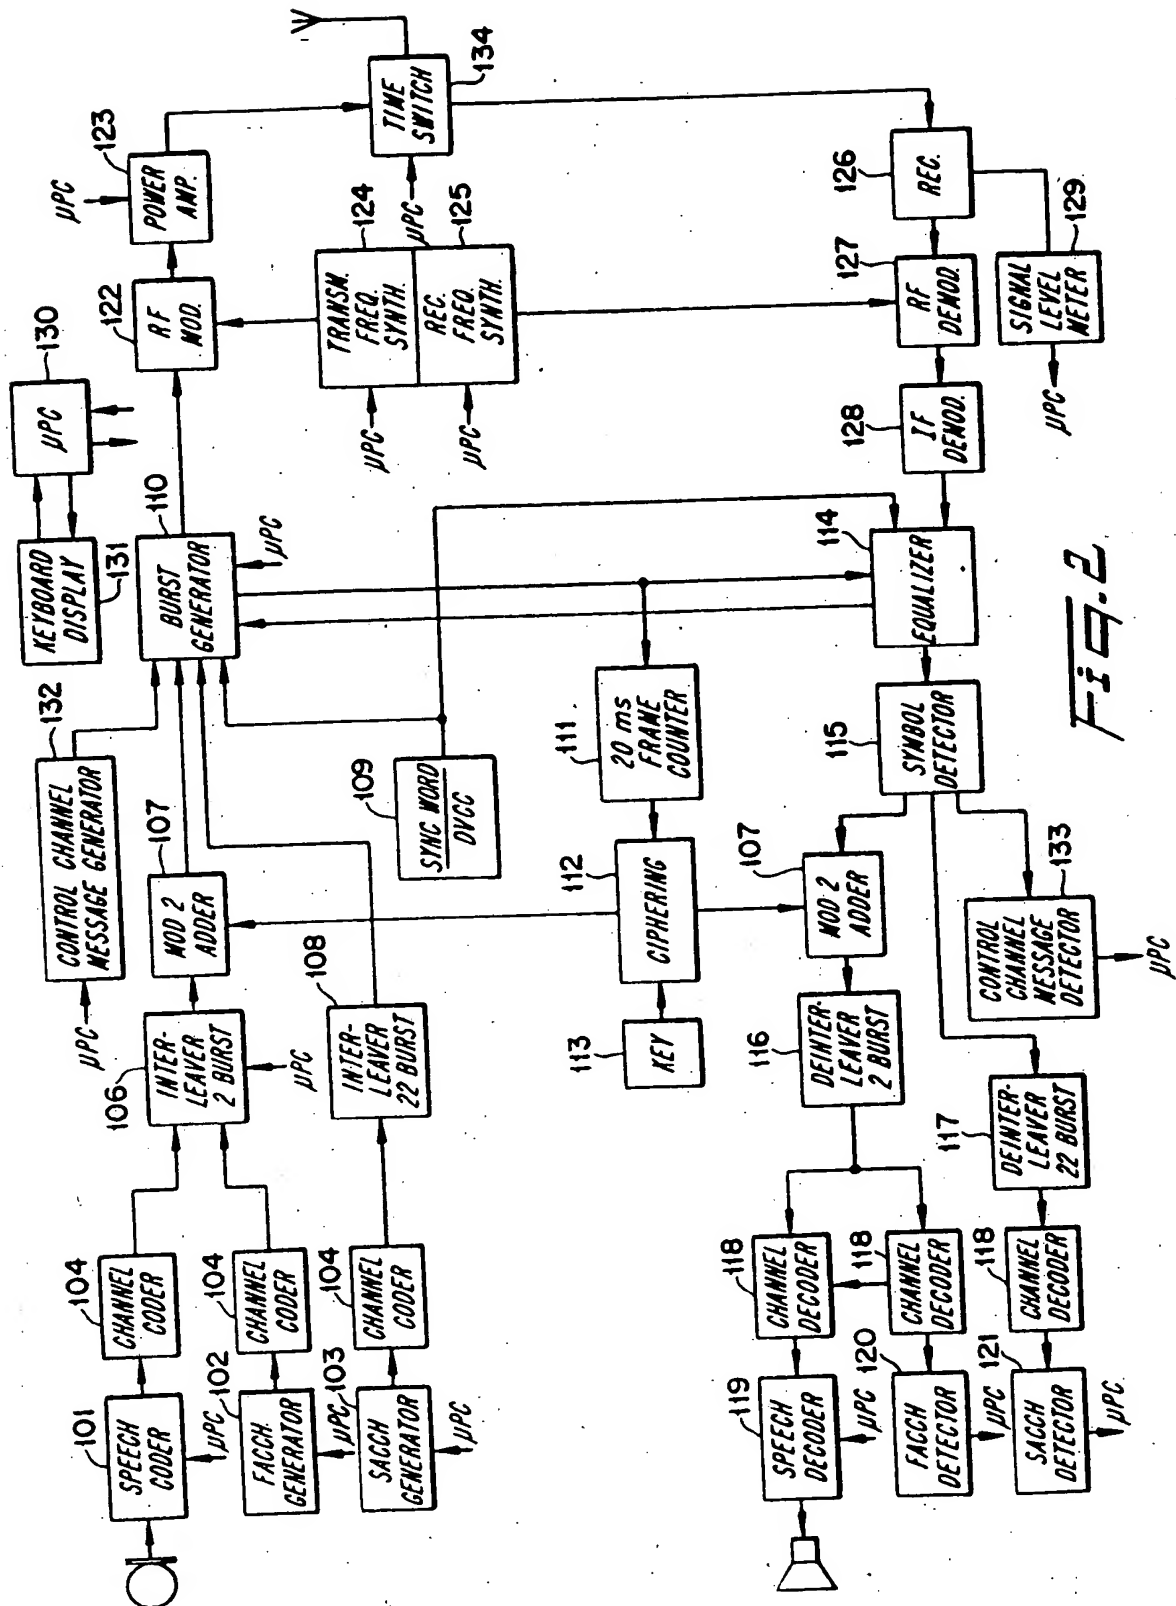 101
SPEECH
CODER
μPC
104
CHANNEL
CODER
102
FACCH.
GENERATOR
μPC
104
CHANNEL
CODER
103
SACCH
GENERATOR
μPC
104
CHANNEL
CODER
106
INTER-
LEAVER
2 BURST
μPC
108
INTER-
LEAVER
22 BURST
132
CONTROL CHANNEL
MESSAGE GENERATOR
μPC
107
MOD 2
ADDER
109
SYNC WORD
DVCC
131
KEYBOARD
DISPLAY
130
μPC
110
BURST
GENERATOR
μPC
122
RF
MOD.
123
POWER
AMP.
μPC
124
TRANSM.
FREQ.
SYNTH.
μPC
125
REC.
FREQ.
SYNTH
μPC
134
TIME
SWITCH
μPC
113
KEY
112
CIPHERING
111
20 ms
FRAME
COUNTER
119
SPEECH
DECODER
μPC
118
CHANNEL
DECODER
120
FACCH
DETECTOR
μPC
118
CHANNEL
DECODER
121
SACCH
DETECTOR
μPC
118
CHANNEL
DECODER
116
DEINTER-
LEAVER
2 BURST
117
DEINTER-
LEAVER
22 BURST
107
MOD 2
ADDER
133
CONTROL
CHANNEL
MESSAGE
DETECTOR
μPC
115
SYMBOL
DETECTOR
114
EQUALIZER
128
IF
DEMOD.
127
RF
DEMOD.
126
REC.
129
SIGNAL
LEVEL
METER
μPC
Fig. 2